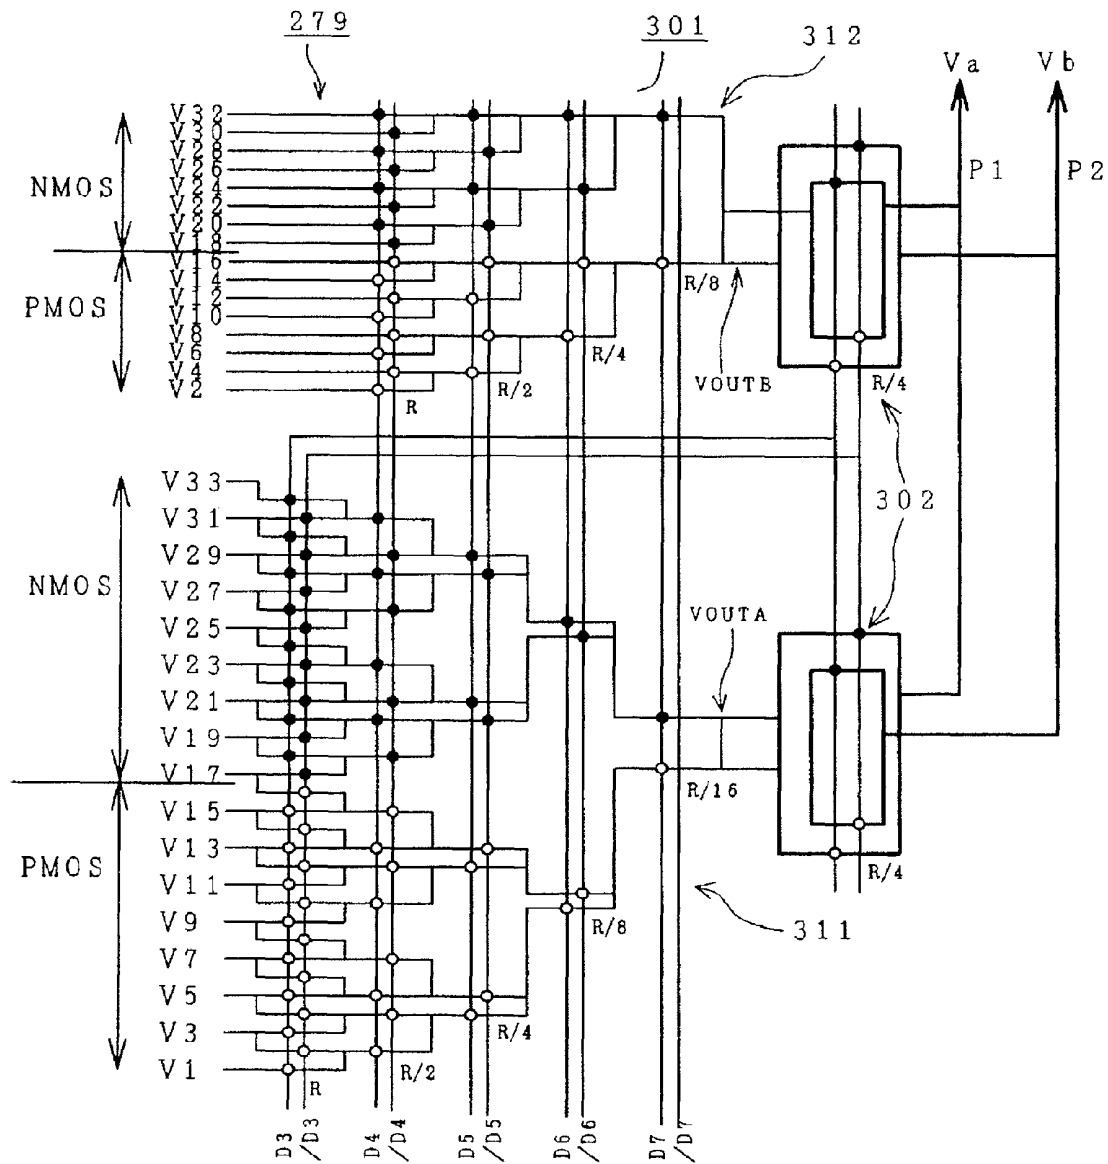 279
301
312
Va
Vb
V32
V30
V28
V26
V24
V22
V20
V18
V16
V14
V12
V10
V8
V6
V4
V2
NMOS
PMOS
P1
P2
R/8
R/4
R/2
R
VOUTB
R/4
302
V33
V31
V29
V27
V25
V23
V21
V19
V17
V15
V13
V11
V9
V7
V5
V3
V1
NMOS
PMOS
VOUTA
R/16
R/4
R/8
311
R/4
R/2
R
D3
/D3
D4
/D4
D5
/D5
D6
/D6
D7
/D7